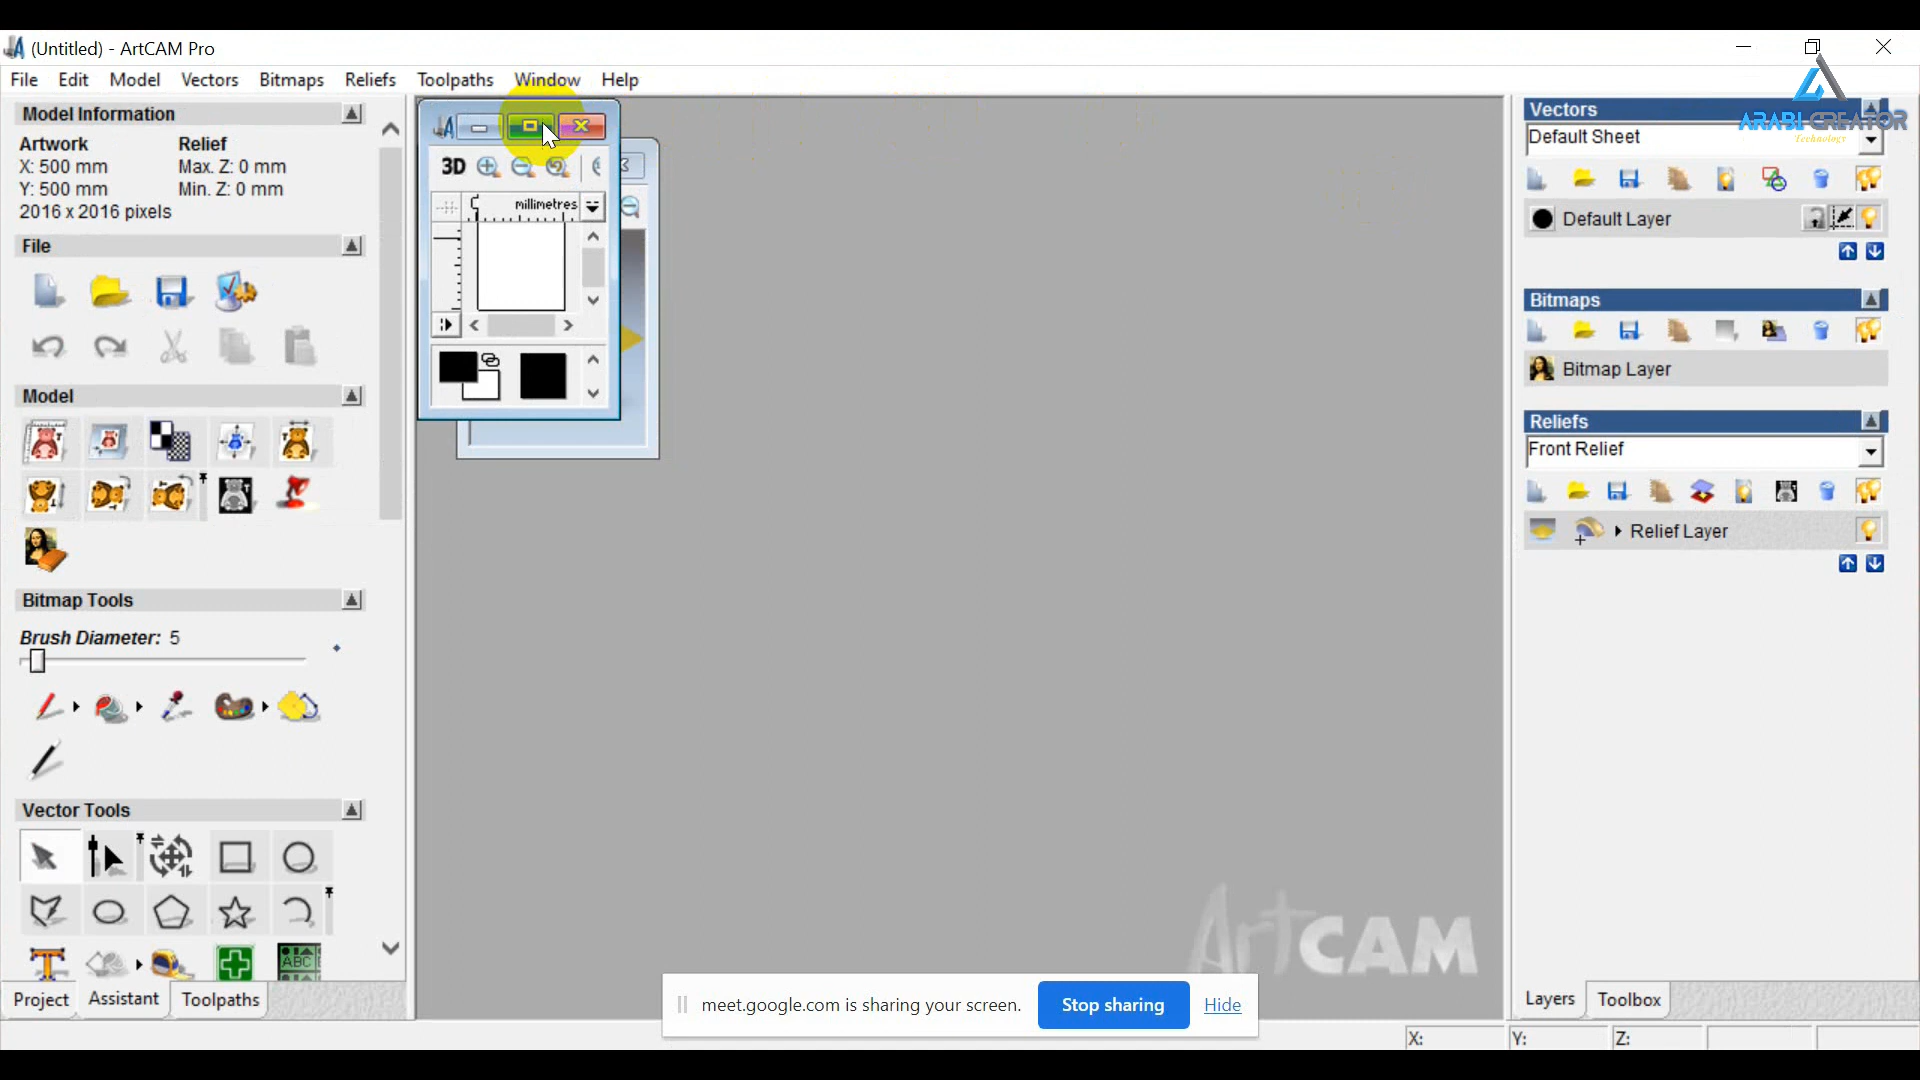 (Untitled) - ArtCAM Pro
File Edit Model Vectors Bitmaps Reliefs Toolpaths Window Help
Model Information
Artwork Relief
X: 500 mm Max. Z: 0 mm
Y: 500 mm Min. Z: 0 mm
2016 x 2016 pixels
File
Model
Bitmap Tools
Brush Diameter: 5
Vector Tools
ABC
Project Assistant Toolpaths
3D
millimetres
ArtCAM
meet.google.com is sharing your screen. Stop sharing Hide
Vectors
ARABI CREATOR
Technology
Default Sheet
Default Layer
Bitmaps
Bitmap Layer
Reliefs
Front Relief
Relief Layer
Layers Toolbox
X: Y: Z: